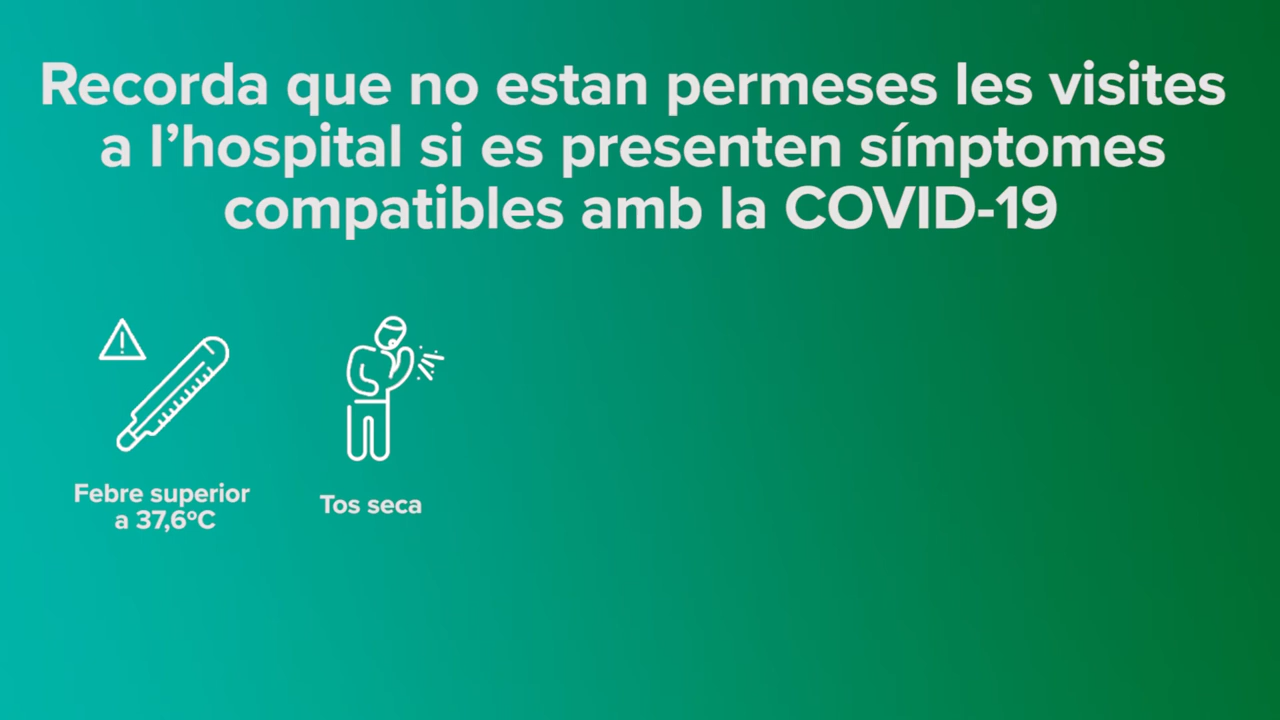 Recorda que no estan permeses les visites
a l’hospital si es presenten símptomes
compatibles amb la COVID-19
Febre superior
a 37,6ºC
Tos seca